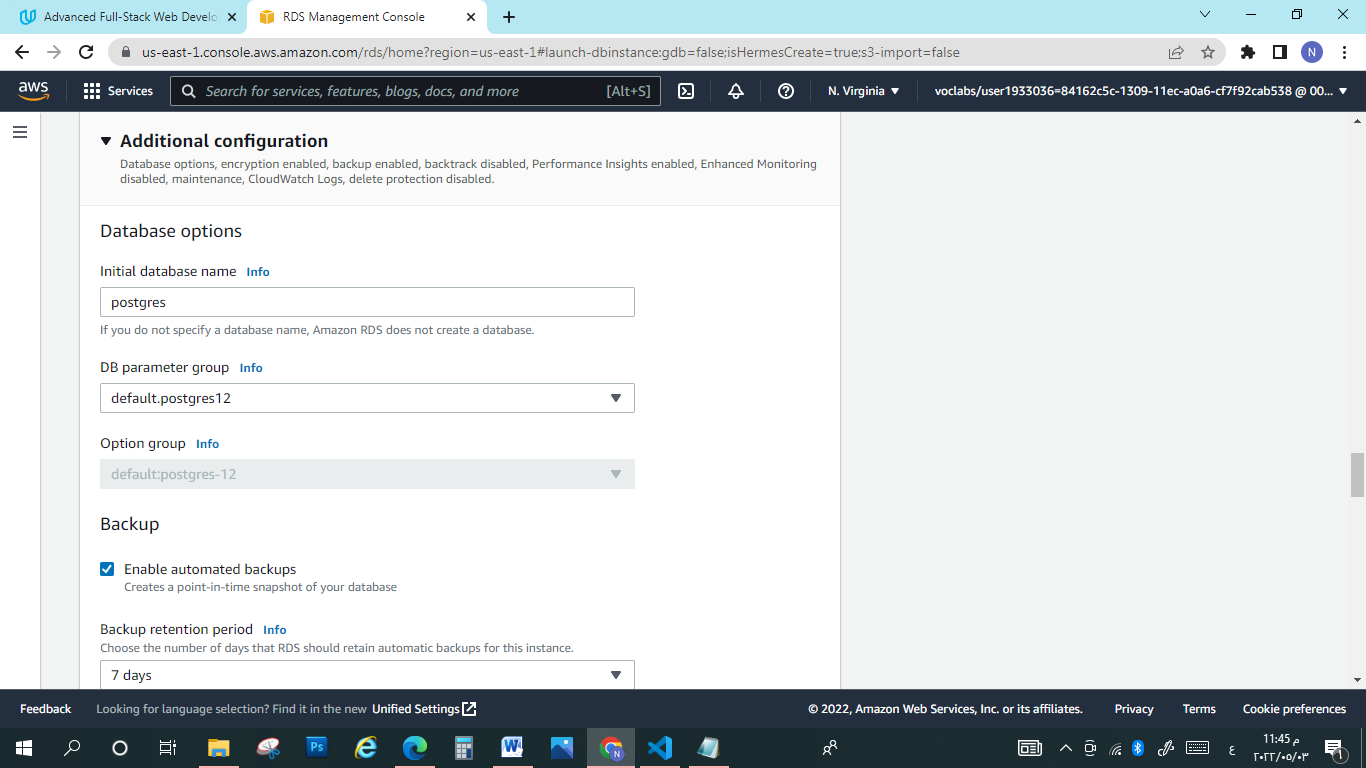 Advanced Full-Stack Web Develo
RDS Management Console
us-east-1.console.aws.amazon.com/rds/home?region=us-east-1#launch-dbinstance:gdb=false;isHermesCreate=true;s3-import=false
N
aws
Services
Search for services, features, blogs, docs, and more
[Alt+S]
N. Virginia
voclabs/user1933036=84162c5c-1309-11ec-a0a6-cf7f92cab538 @ 00...
Additional configuration
Database options, encryption enabled, backup enabled, backtrack disabled, Performance Insights enabled, Enhanced Monitoring
disabled, maintenance, CloudWatch Logs, delete protection disabled.
Database options
Initial database name Info
postgres
If you do not specify a database name, Amazon RDS does not create a database.
DB parameter group Info
default.postgres12
Option group Info
default:postgres-12
Backup
Enable automated backups
Creates a point-in-time snapshot of your database
Backup retention period Info
Choose the number of days that RDS should retain automatic backups for this instance.
7 days
Feedback
Looking for language selection? Find it in the new Unified Settings
© 2022, Amazon Web Services, Inc. or its affiliates.
Privacy
Terms
Cookie preferences
Ps
W
N
ع
11:45 م
٢٠٢٢/٠٥/٠٣
1